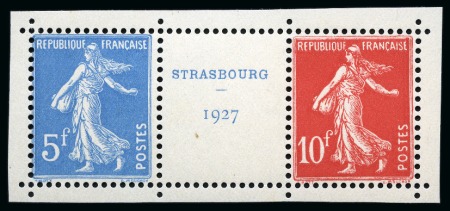 REPUBLIQUE FRANÇAISE
5f
POSTES
STRASBOURG
—
1927
REPUBLIQUE FRANÇAISE
10f
POSTES